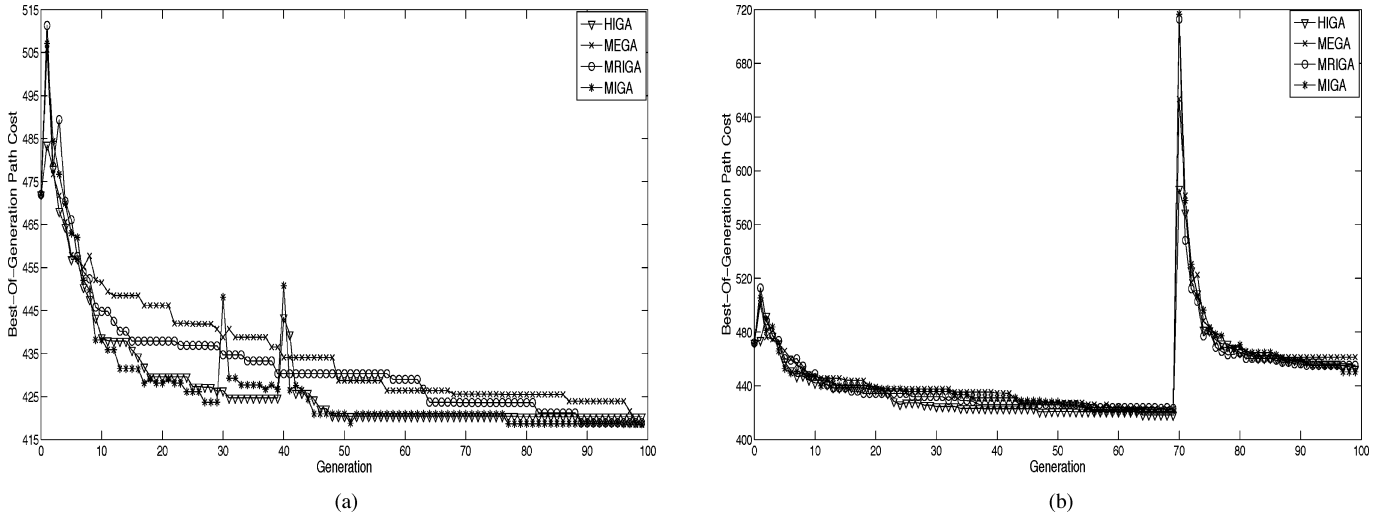 515
505
495
485
475
465
455
445
435
425
415
Best-Of-Generation Path Cost
0 10 20 30 40 50 60 70 80 90 100
Generation
HIGA
MEGA
MRIGA
MIGA
(a)
720
680
640
600
560
520
480
440
400
Best-Of-Generation Path Cost
0 10 20 30 40 50 60 70 80 90 100
Generation
HIGA
MEGA
MRIGA
MIGA
(b)